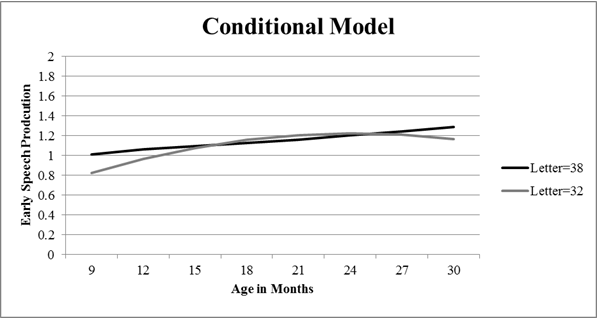 Conditional Model
Early Speech Prodcution
2
1.8
1.6
1.4
1.2
1
0.8
0.6
0.4
0.2
0
9 12 15 18 21 24 27 30
Age in Months
Letter=38
Letter=32